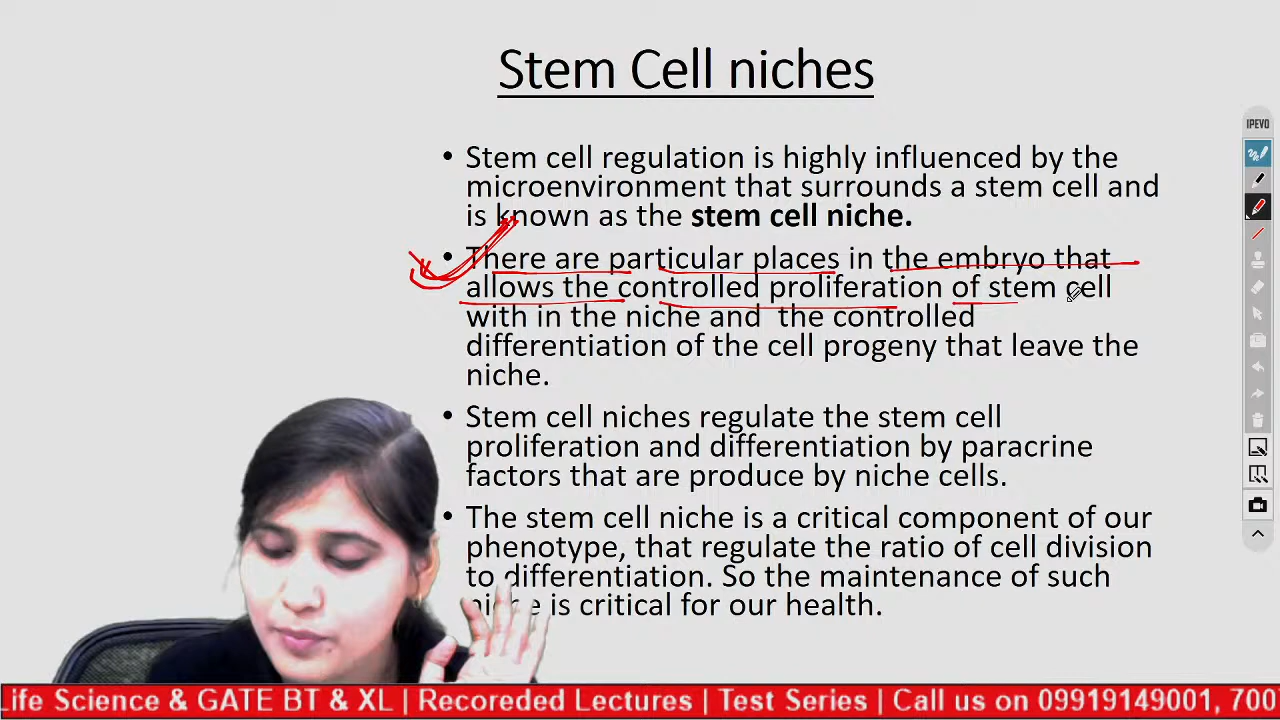 Stem Cell niches
IPEVO
• Stem cell regulation is highly influenced by the
microenvironment that surrounds a stem cell and
is known as the stem cell niche.
• There are particular places in the embryo that
allows the controlled proliferation of stem cell
with in the niche and the controlled
differentiation of the cell progeny that leave the
niche.
• Stem cell niches regulate the stem cell
proliferation and differentiation by paracrine
factors that are produce by niche cells.
• The stem cell niche is a critical component of our
phenotype, that regulate the ratio of cell division
to differentiation. So the maintenance of such
niche is critical for our health.
Life Science & GATE BT & XL | Recoreded Lectures | Test Series | Call us on 09919149001, 700